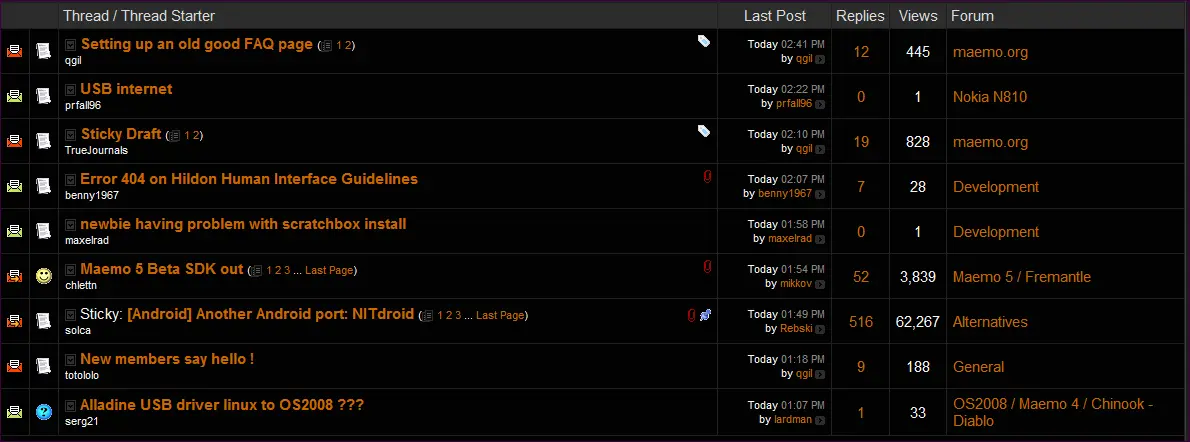 Thread / Thread Starter Last Post Replies Views Forum
Setting up an old good FAQ page ( 1 2) Today 02:41 PM 12 445 maemo.org
qgil by qgil
USB internet Today 02:22 PM 0 1 Nokia N810
prfall96 by prfall96
Sticky Draft ( 1 2) Today 02:10 PM 19 828 maemo.org
TrueJournals by qgil
Error 404 on Hildon Human Interface Guidelines Today 02:07 PM 7 28 Development
benny1967 by benny1967
newbie having problem with scratchbox install Today 01:58 PM 0 1 Development
maxelrad by maxelrad
Maemo 5 Beta SDK out ( 1 2 3 ... Last Page) Today 01:54 PM 52 3,839 Maemo 5 / Fremantle
chlettn by mikkov
Sticky: [Android] Another Android port: NITdroid ( 1 2 3 ... Last Page) Today 01:49 PM 516 62,267 Alternatives
solca by Rebski
New members say hello ! Today 01:18 PM 9 188 General
totololo by qgil
Alladine USB driver linux to OS2008 ??? Today 01:07 PM 1 33 OS2008 / Maemo 4 / Chinook -
serg21 by lardman Diablo